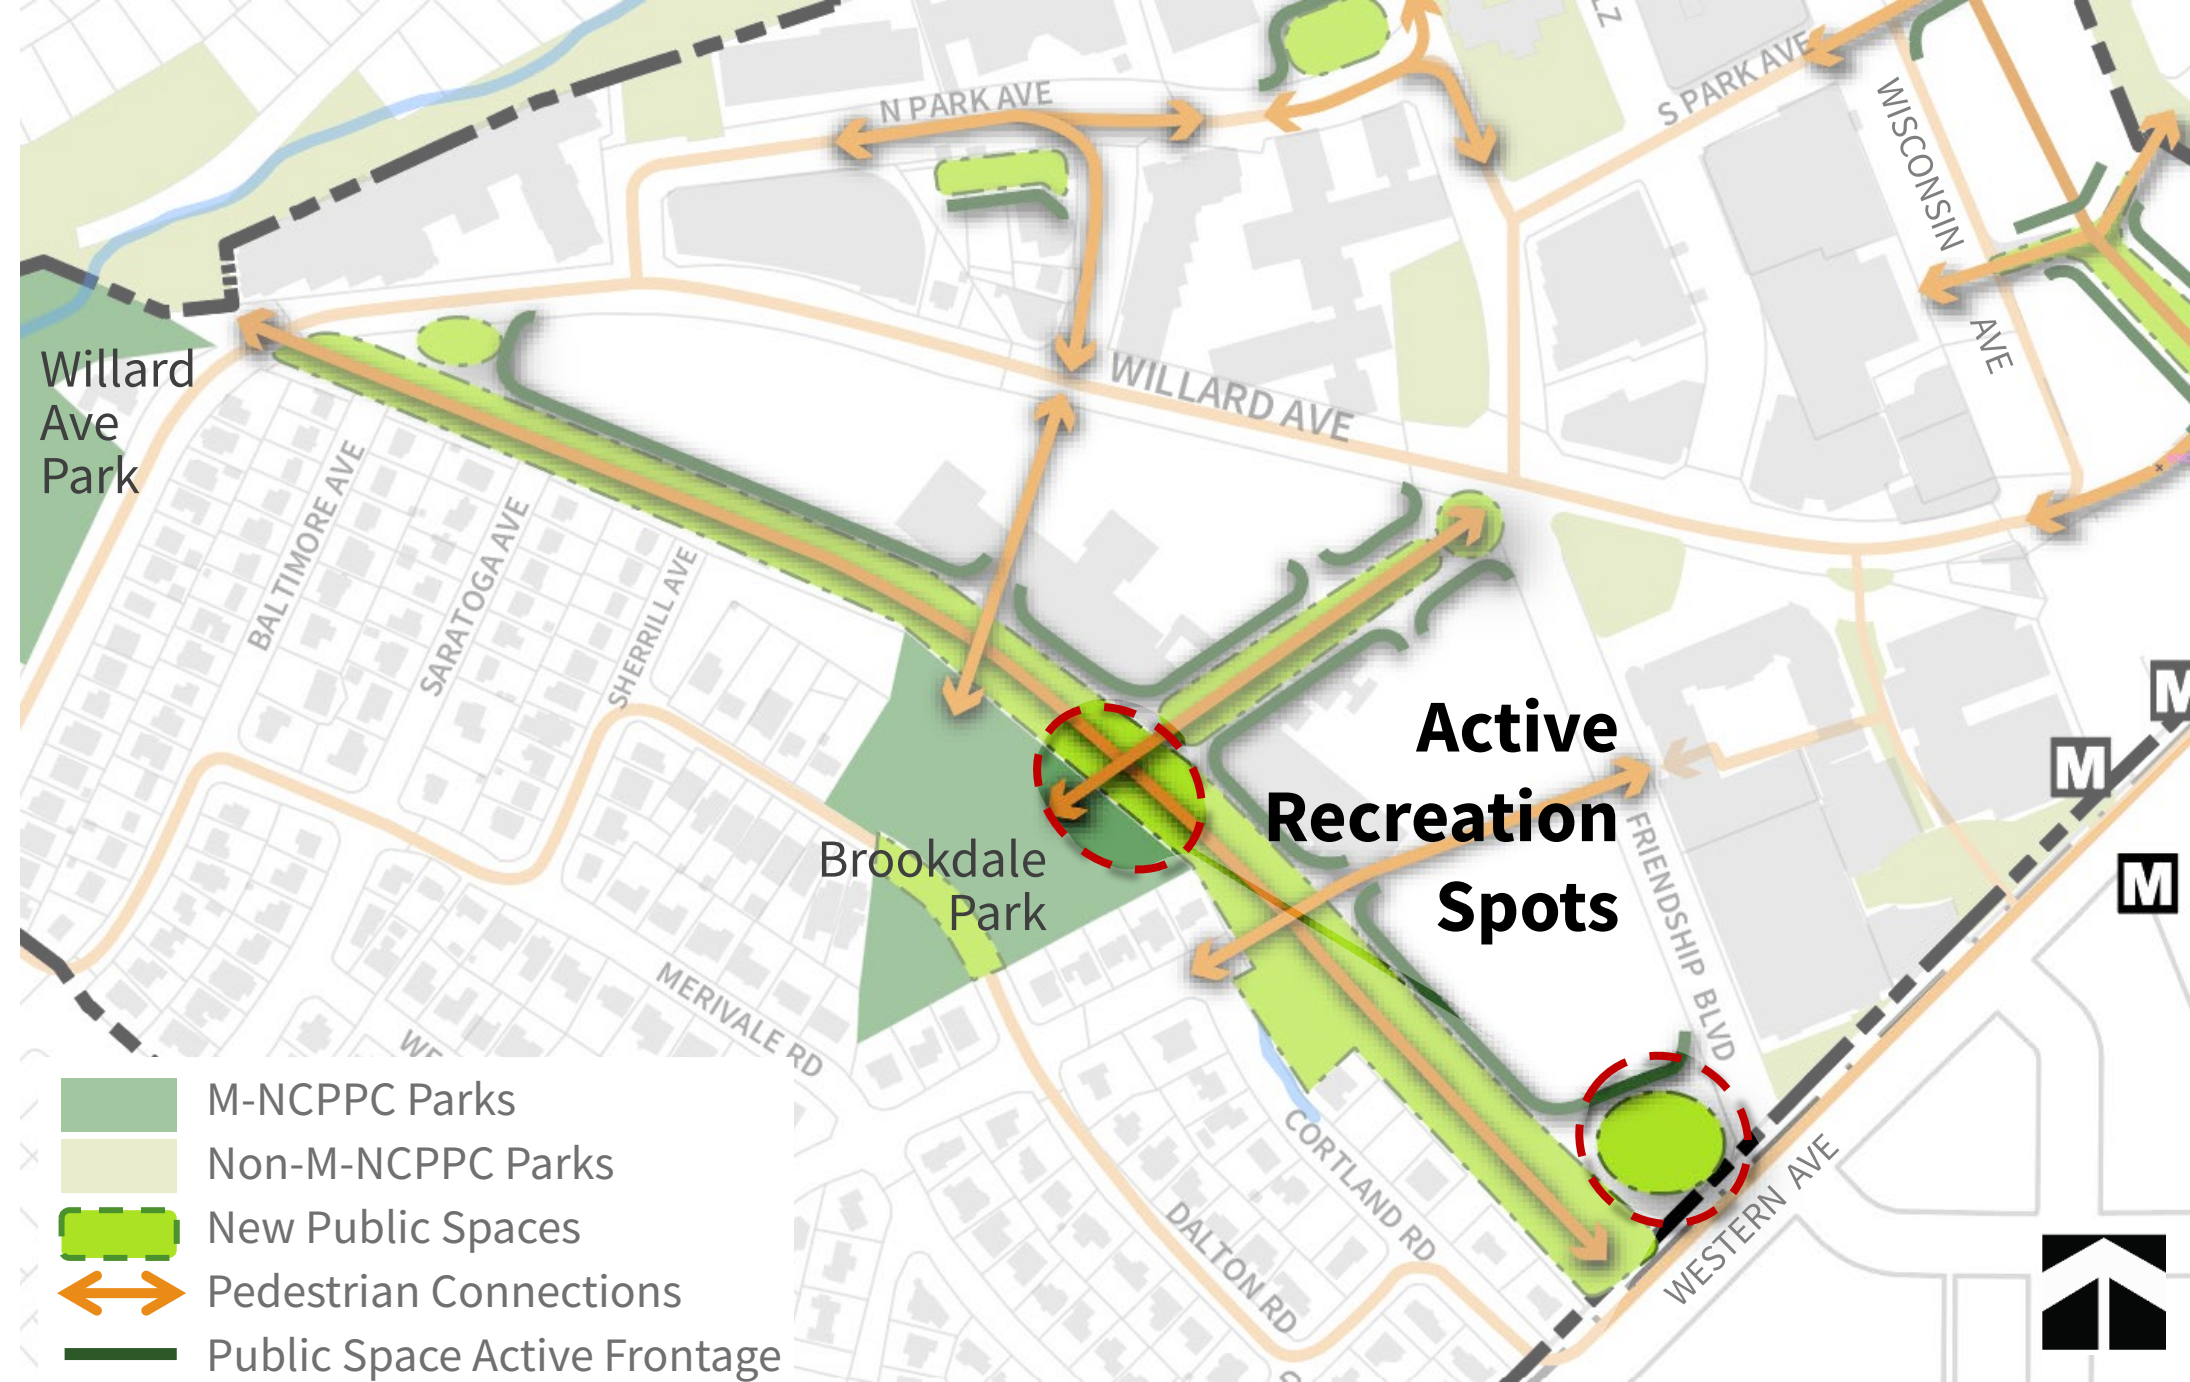 N PARK AVE
S PARK AVE
WISCONSIN
AVE
Willard
Ave
Park
WILLARD AVE
BALTIMORE AVE
SARATOGA AVE
SHERRILL AVE
Active
Recreation
Spots
M
M
M
Brookdale
Park
FRIENDSHIP BLVD
MERIVALE RD
CORTLAND RD
DALTON RD
WESTERN AVE
M-NCPPC Parks
Non-M-NCPPC Parks
New Public Spaces
Pedestrian Connections
Public Space Active Frontage